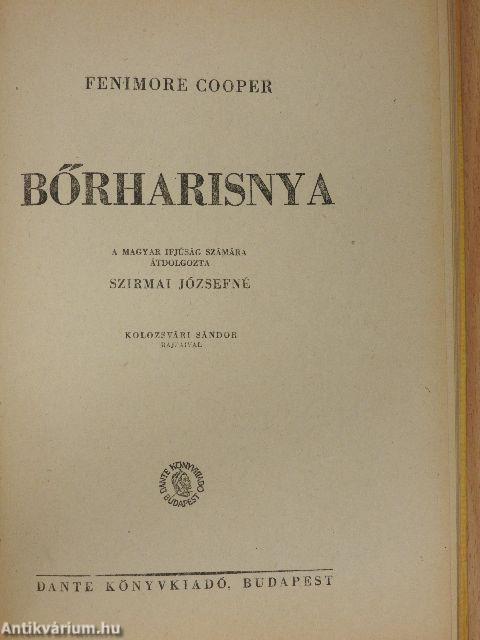 FENIMORE COOPER
BŐRHARISNYA
A MAGYAR IFJÚSÁG SZÁMÁRA
ÁTDOLGOZTA
SZIRMAI JÓZSEFNÉ
KOLOZSVÁRI SÁNDOR
RAJZAIVAL
DANTE KÖNYVKIADÓ
BUDAPEST
DANTE KÖNYVKIADÓ, BUDAPEST
Antikvárium.hu